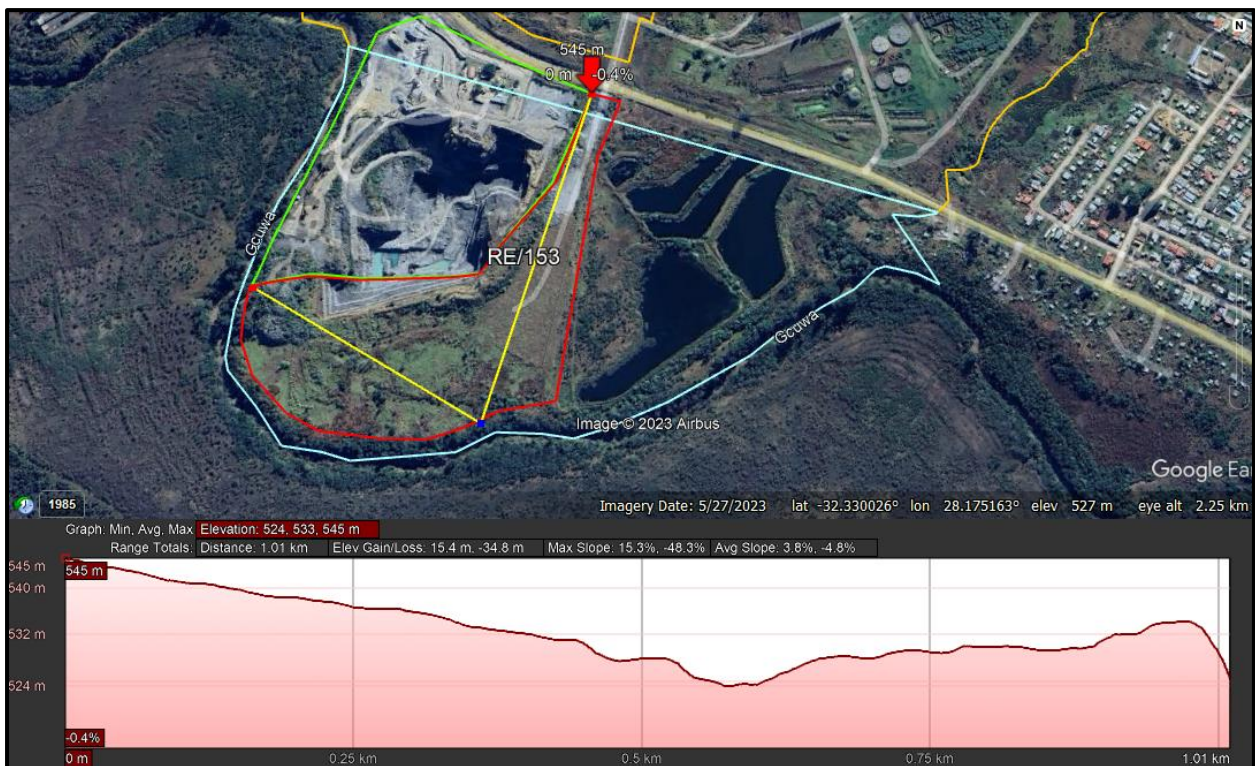 N
545 m
0 m -0.4%
Gcuwa
RE/153
Gcuwa
Image © 2023 Airbus
Google Ea
1985
Imagery Date: 5/27/2023 lat -32.330026° lon 28.175163° elev 527 m eye alt 2.25 km
Graph: Min, Avg, Max Elevation: 524, 533, 545 m
Range Totals: Distance: 1.01 km Elev Gain/Loss: 15.4 m, -34.8 m Max Slope: 15.3%, -48.3% Avg Slope: 3.8%, -4.8%
545 m
545 m
540 m
532 m
524 m
-0.4%
0 m 0.25 km 0.5 km 0.75 km 1.01 km